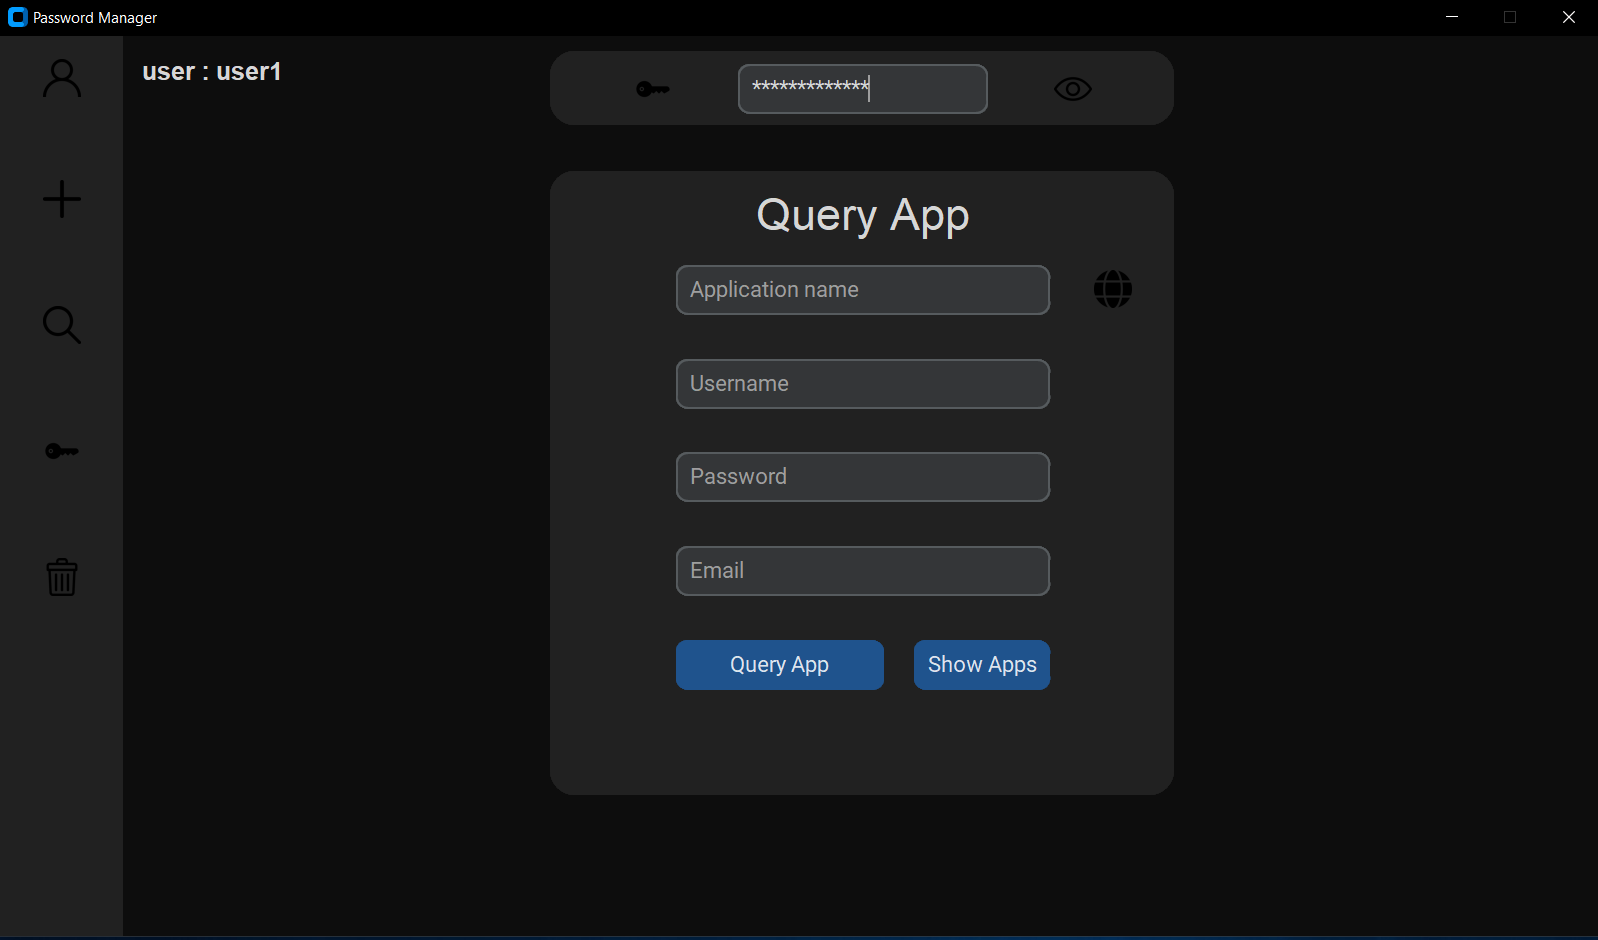 Password Manager
user : user1
*************
Query App
Application name
Username
Password
Email
Query App
Show Apps